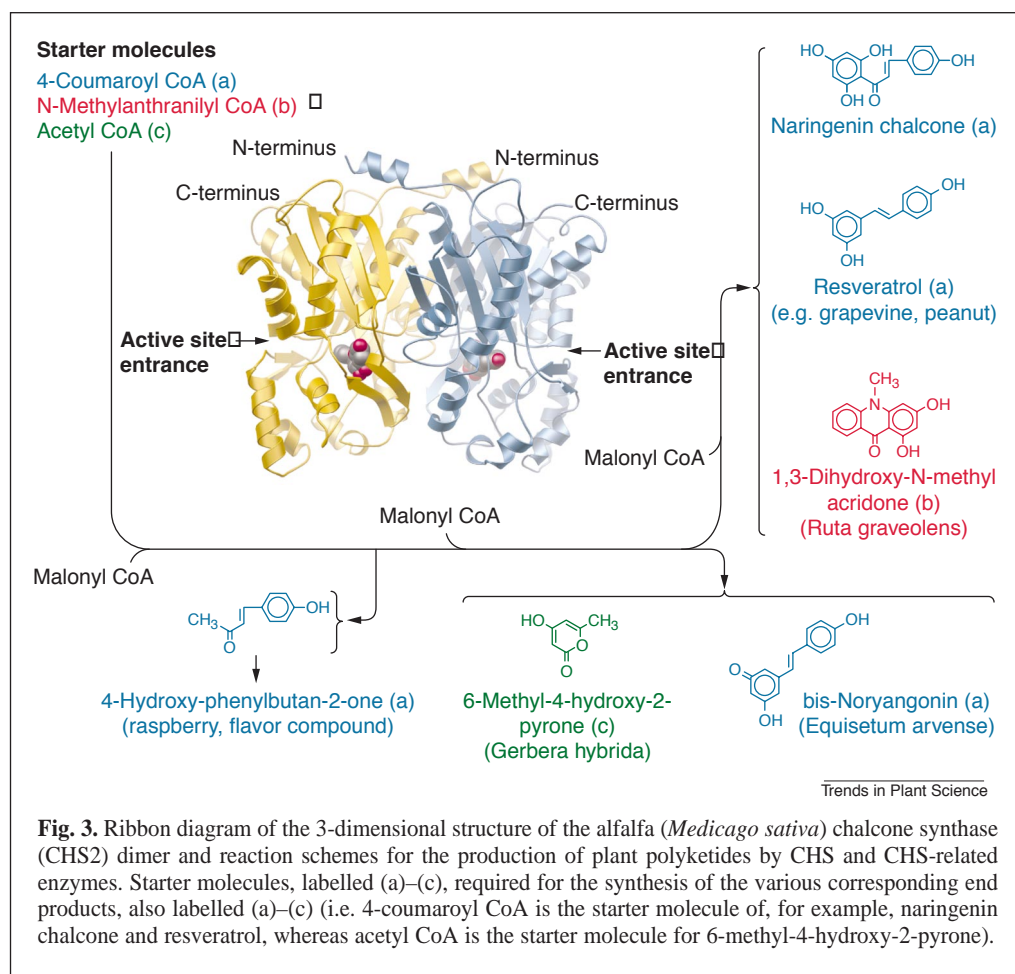 Starter molecules
4-Coumaroyl CoA (a)
N-Methylanthranilyl CoA (b)
Acetyl CoA (c)
N-terminus
N-terminus
C-terminus
C-terminus
Active site
entrance
Active site
entrance
Malonyl CoA
Malonyl CoA
Malonyl CoA
HO
OH
OH
OH O
Naringenin chalcone (a)
OH
HO
OH
Resveratrol (a)
(e.g. grapevine, peanut)
CH3
N
OH
O
OH
1,3-Dihydroxy-N-methyl
acridone (b)
(Ruta graveolens)
OH
CH3
O
4-Hydroxy-phenylbutan-2-one (a)
(raspberry, flavor compound)
HO
CH3
O
O
6-Methyl-4-hydroxy-2-
pyrone (c)
(Gerbera hybrida)
OH
O
OH
bis-Noryangonin (a)
(Equisetum arvense)
Trends in Plant Science
Fig. 3. Ribbon diagram of the 3-dimensional structure of the alfalfa (Medicago sativa) chalcone synthase
(CHS2) dimer and reaction schemes for the production of plant polyketides by CHS and CHS-related
enzymes. Starter molecules, labelled (a)–(c), required for the synthesis of the various corresponding end
products, also labelled (a)–(c) (i.e. 4-coumaroyl CoA is the starter molecule of, for example, naringenin
chalcone and resveratrol, whereas acetyl CoA is the starter molecule for 6-methyl-4-hydroxy-2-pyrone).